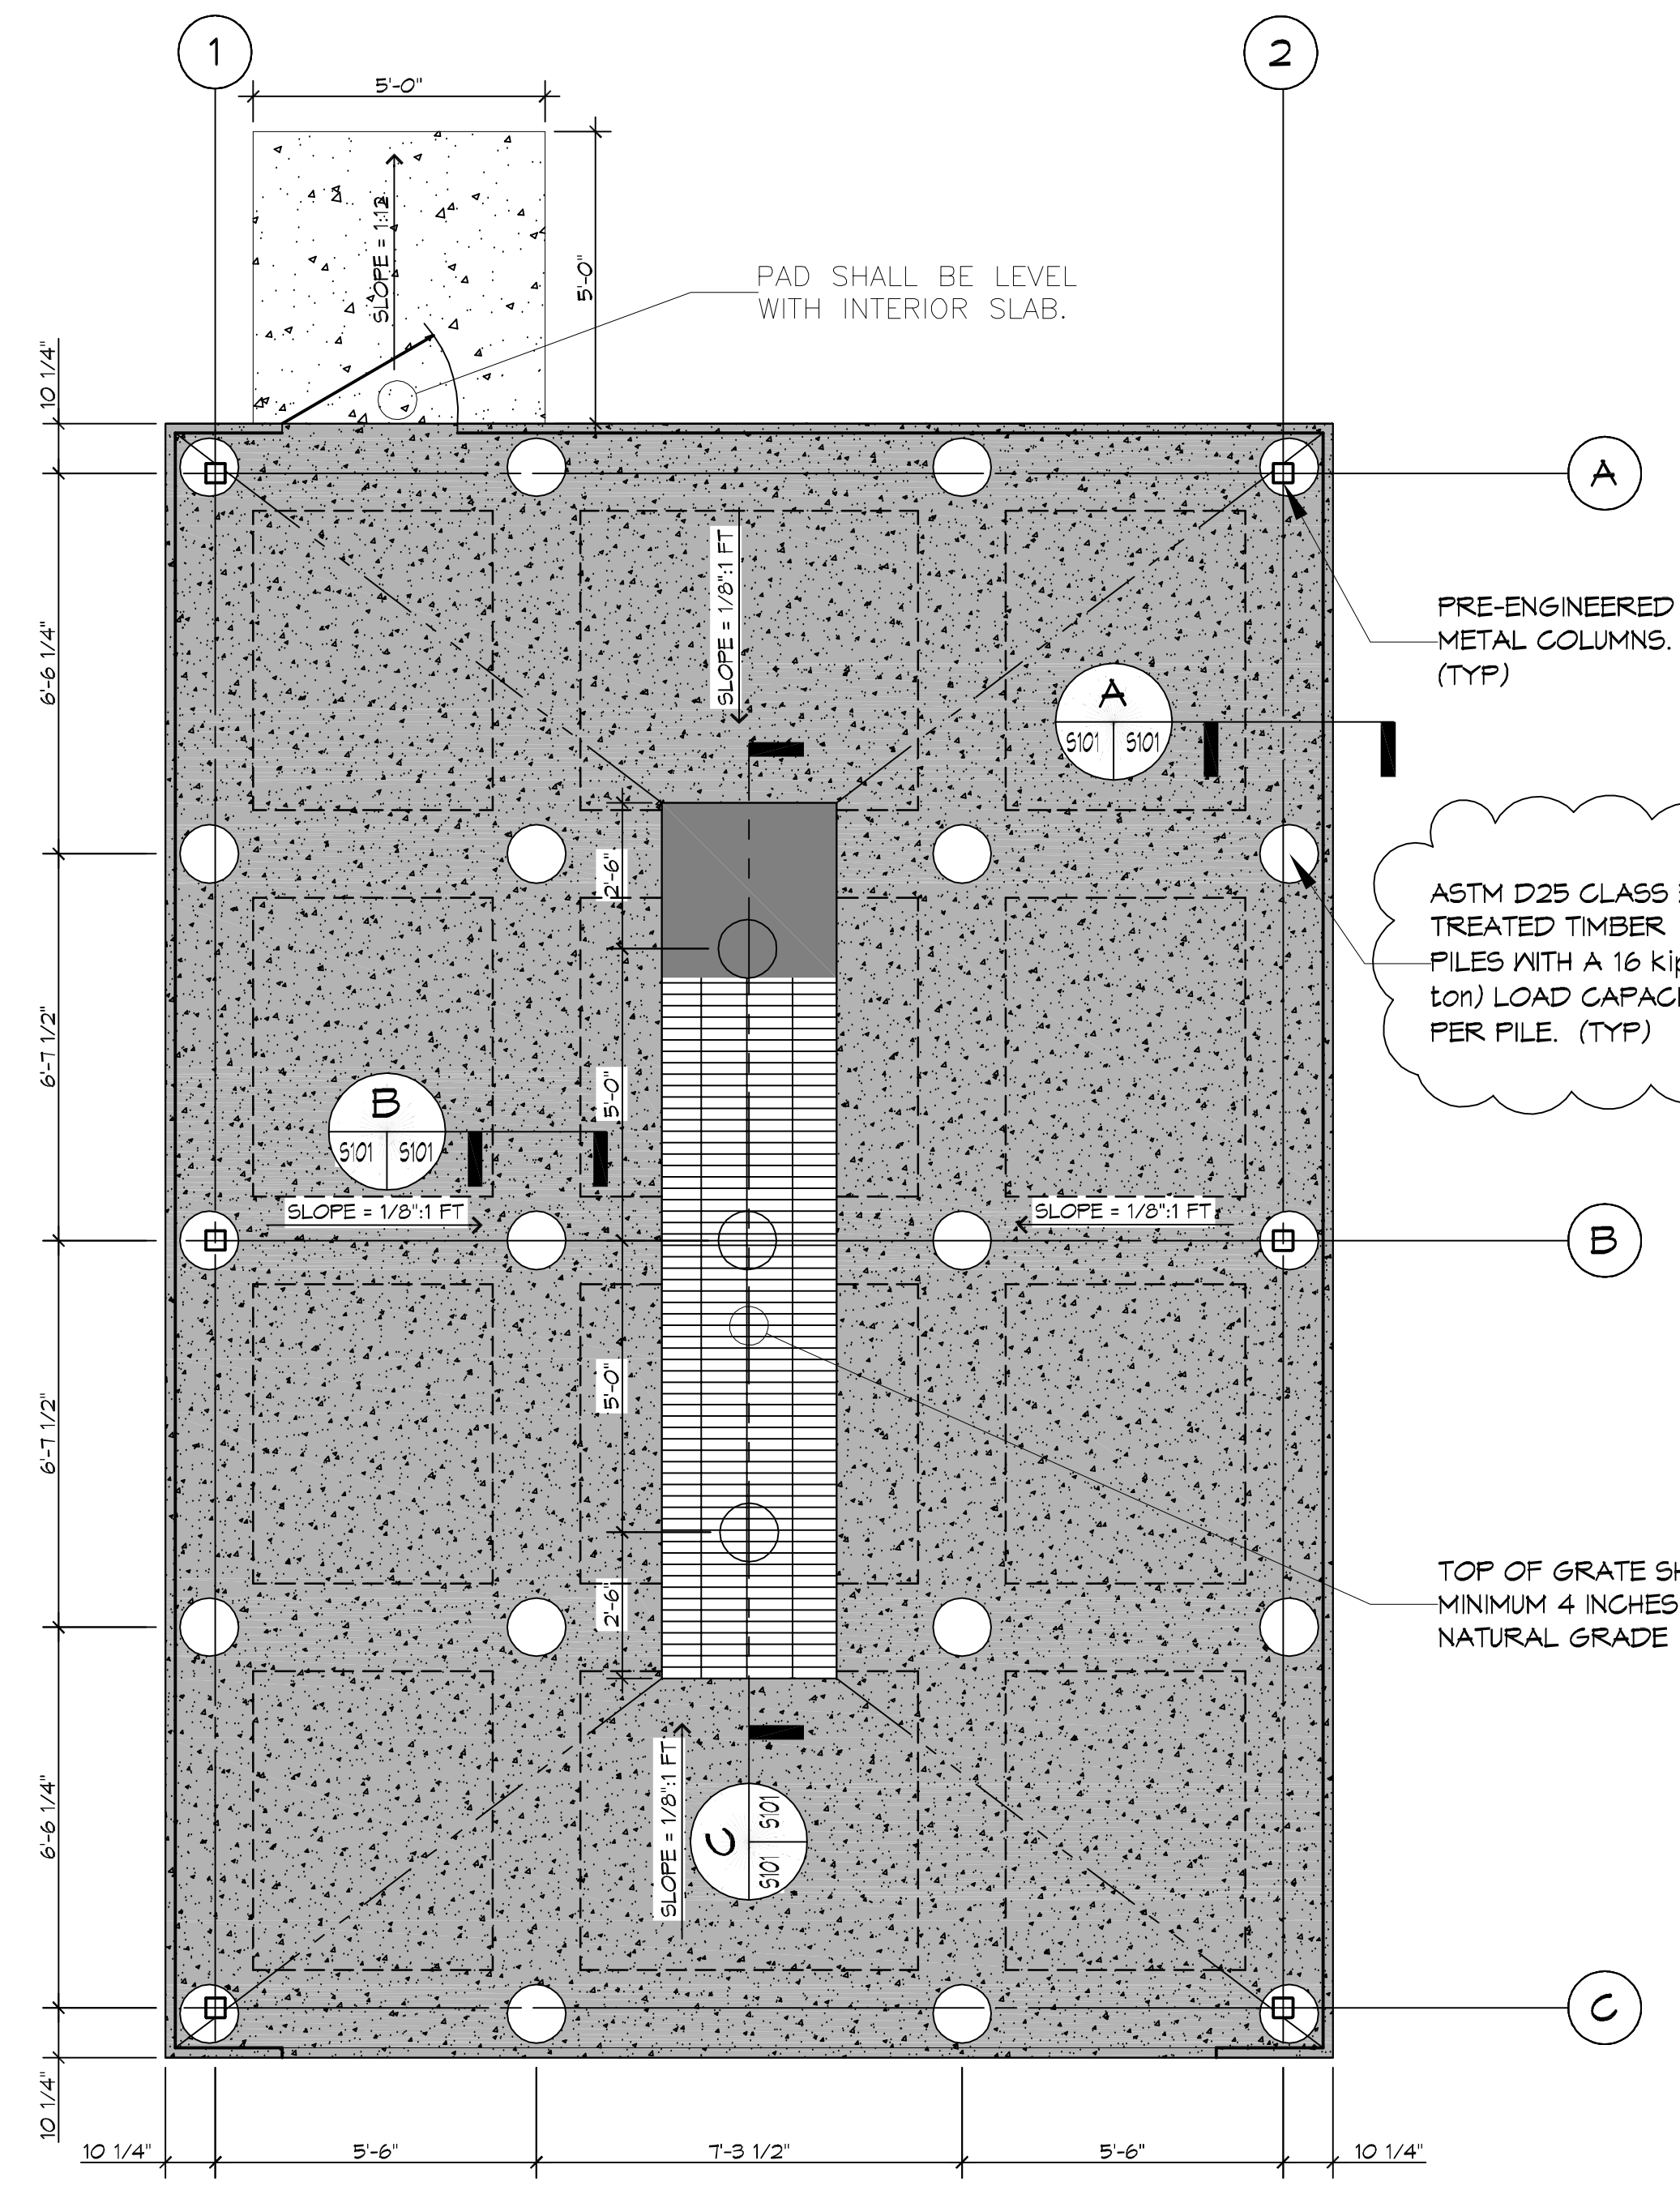 1
2
5'-0"
SLOPE = 1:12
5'-0"
PAD SHALL BE LEVEL
WITH INTERIOR SLAB.
10 1/4"
A
SLOPE = 1/8":1 FT
PRE-ENGINEERED
METAL COLUMNS.
(TYP)
6'-6 1/4"
A
S101
S101
2'-6"
ASTM D25 CLASS
TREATED TIMBER
PILES WITH A 16
ton) LOAD
PER PILE. (TYP)
6'-7 1/2"
5'-0"
B
S101
S101
SLOPE = 1/8":1 FT
SLOPE = 1/8":1 FT
B
6'-7 1/2"
5'-0"
2'-6"
TOP OF GRATE
MINIMUM 4 INCHES
NATURAL GRADE
6'-6 1/4"
SLOPE = 1/8":1 FT
C
S101
S101
C
10 1/4"
10 1/4"
5'-6"
7'-3 1/2"
5'-6"
10 1/4"